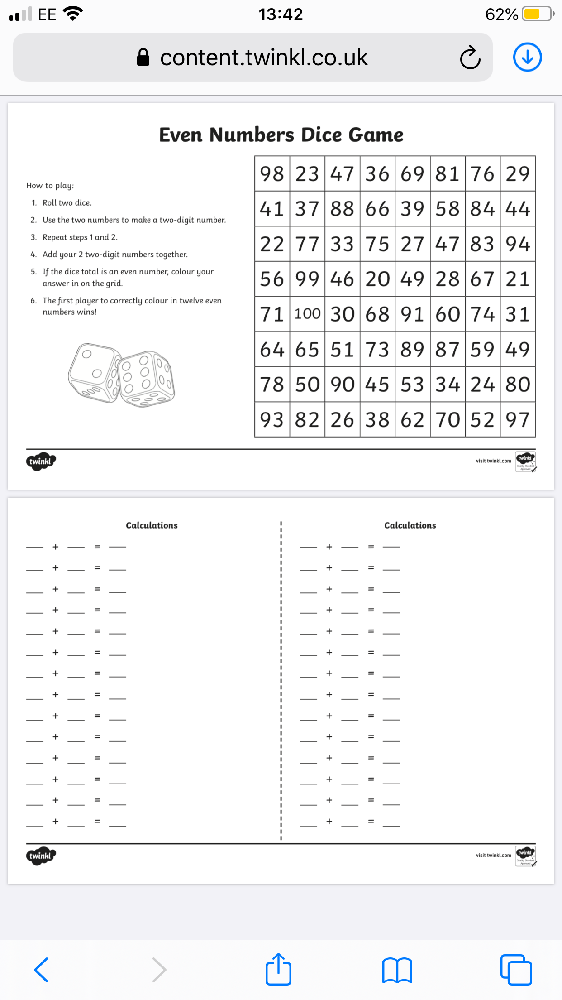 EE 13:42 62%
content.twinkl.co.uk
Even Numbers Dice Game
How to play:
1. Roll two dice.
2. Use the two numbers to make a two-digit number.
3. Repeat steps 1 and 2.
4. Add your 2 two-digit numbers together.
5. If the dice total is an even number, colour your
answer in on the grid.
6. The first player to correctly colour in twelve even
numbers wins!
98 23 47 36 69 81 76 29
41 37 88 66 39 58 84 44
22 77 33 75 27 47 83 94
56 99 46 20 49 28 67 21
71 100 30 68 91 60 74 31
64 65 51 73 89 87 59 49
78 50 90 45 53 34 24 80
93 82 26 38 62 70 52 97
twinkl
visit twinkl.com
twinkl
Quality Standard
Approved
Calculations
___ + ___ = ___
___ + ___ = ___
___ + ___ = ___
___ + ___ = ___
___ + ___ = ___
___ + ___ = ___
___ + ___ = ___
___ + ___ = ___
___ + ___ = ___
___ + ___ = ___
___ + ___ = ___
___ + ___ = ___
___ + ___ = ___
___ + ___ = ___
Calculations
___ + ___ = ___
___ + ___ = ___
___ + ___ = ___
___ + ___ = ___
___ + ___ = ___
___ + ___ = ___
___ + ___ = ___
___ + ___ = ___
___ + ___ = ___
___ + ___ = ___
___ + ___ = ___
___ + ___ = ___
___ + ___ = ___
___ + ___ = ___
twinkl
visit twinkl.com
twinkl
Quality Standard
Approved